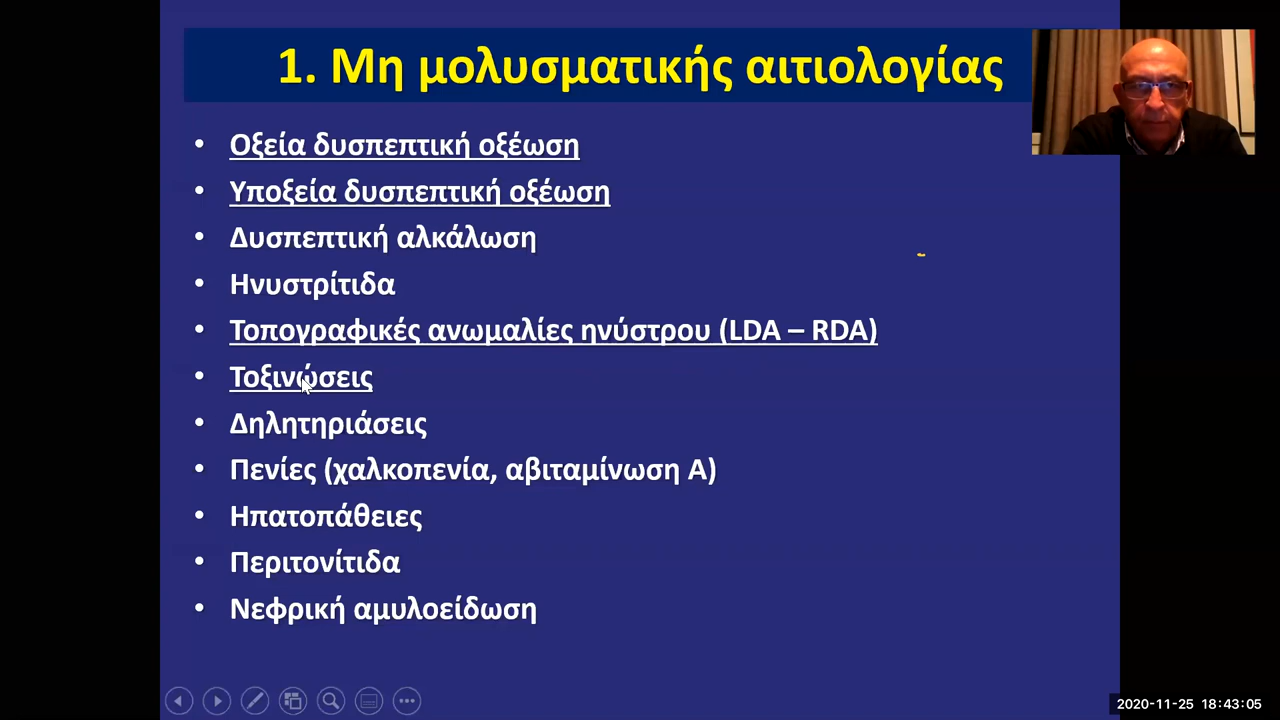 1. Μη μολυσματικής αιτιολογίας
• Οξεία δυσπεπτική οξέωση
• Υποξεία δυσπεπτική οξέωση
• Δυσπεπτική αλκάλωση
• Ηνυστρίτιδα
• Τοπογραφικές ανωμαλίες ηνύστρου (LDA – RDA)
• Τοξινώσεις
• Δηλητηριάσεις
• Πενίες (χαλκοπενία, αβιταμίνωση Α)
• Ηπατοπάθειες
• Περιτονίτιδα
• Νεφρική αμυλοείδωση
2020-11-25 18:43:05